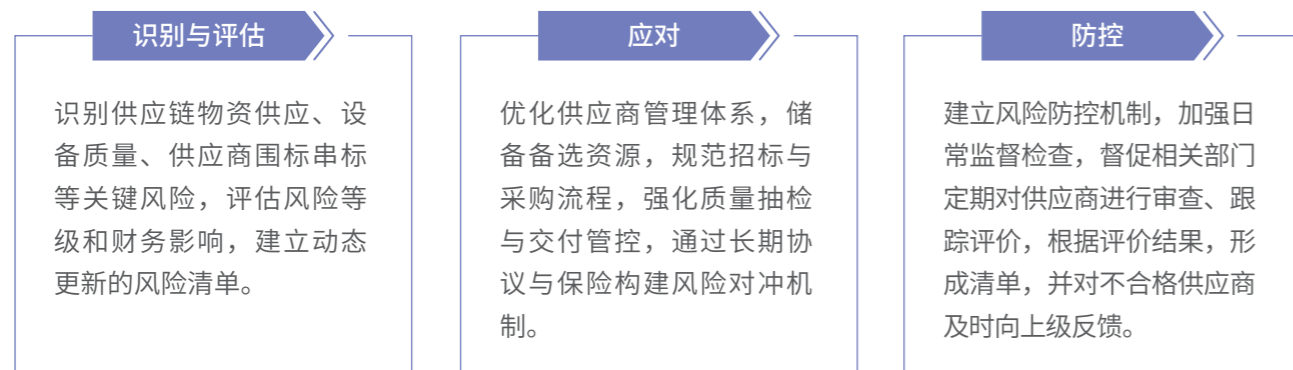 识别与评估
识别供应链物资供应、设
备质量、供应商围标串标
等关键风险，评估风险等
级和财务影响，建立动态
更新的风险清单。
应对
优化供应商管理体系，储
备备选资源，规范招标与
采购流程，强化质量抽检
与交付管控，通过长期协
议与保险构建风险对冲机
制。
防控
建立风险防控机制，加强日
常监督检查，督促相关部门
定期对供应商进行审查、跟
踪评价，根据评价结果，形
成清单，并对不合格供应商
及时向上级反馈。